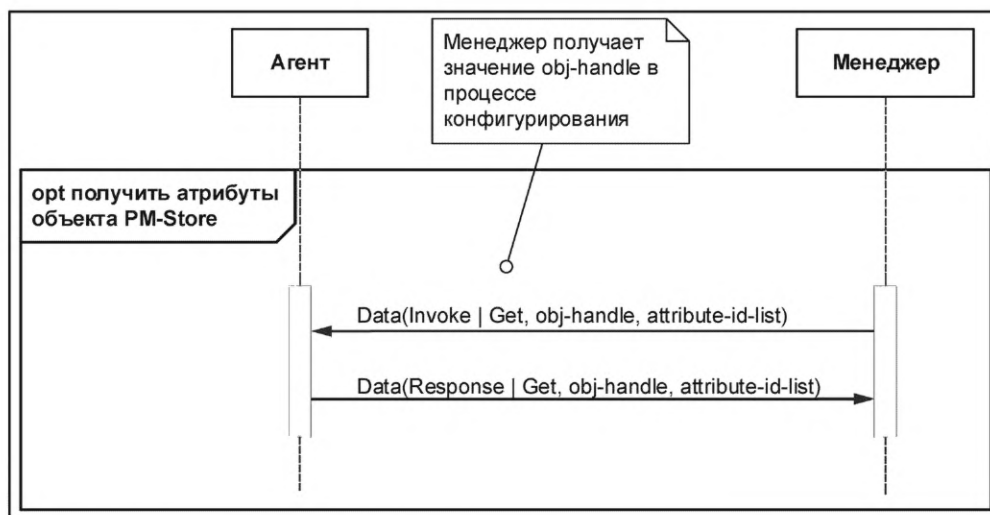 Агент
Менеджер получает
значение obj-handle в
процессе
конфигурирования
Менеджер
opt получить атрибуты
объекта PM-Store
Data(Invoke | Get, obj-handle, attribute-id-list)
Data(Response | Get, obj-handle, attribute-id-list)